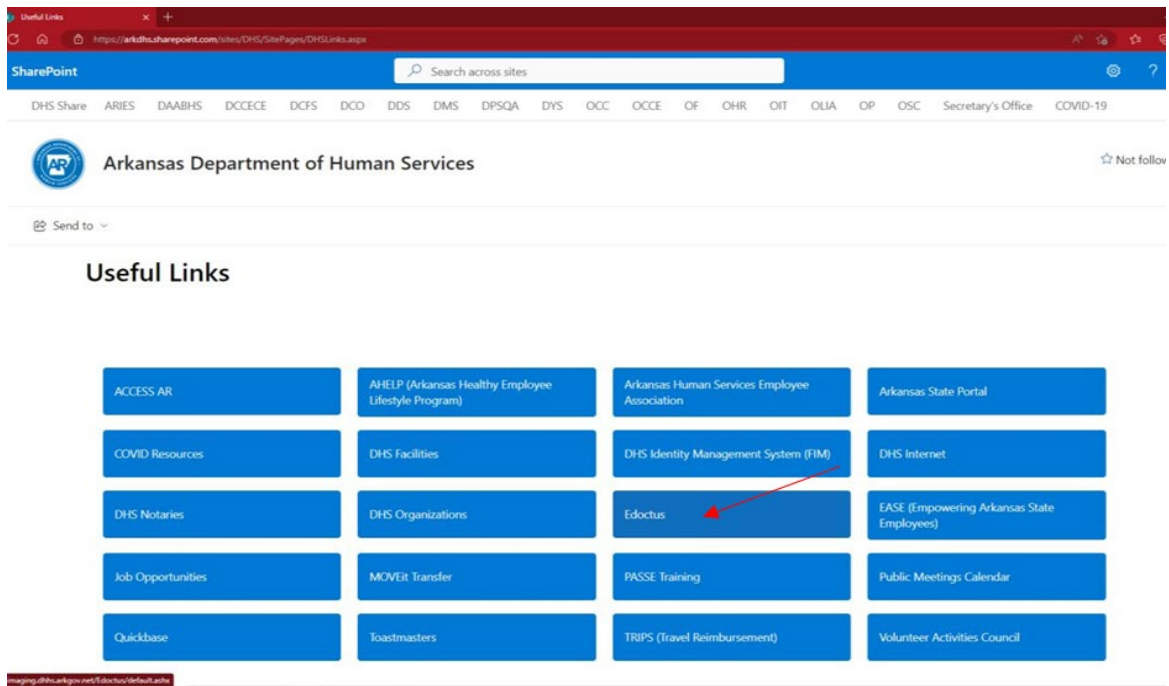 Useful Links
https://arkdhs.sharepoint.com/sites/DHS/SitePages/DHSLinks.aspx
SharePoint
Search across sites
?
DHS Share ARIES DAABHS DCCECE DCFS DCO DDS DMS DPSQA DYS OCC OCCE OF OHR OIT OLIA OP OSC Secretary's Office COVID-19
AR
Arkansas Department of Human Services
Not follow
Send to
Useful Links
ACCESS AR
AHELP (Arkansas Healthy Employee
Lifestyle Program)
Arkansas Human Services Employee
Association
Arkansas State Portal
COVID Resources
DHS Facilities
DHS Identity Management System (FIM)
DHS Internet
DHS Notaries
DHS Organizations
Edoctus
EASE (Empowering Arkansas State
Employees)
Job Opportunities
MOVEit Transfer
PASSE Training
Public Meetings Calendar
Quickbase
Toastmasters
TRIPS (Travel Reimbursement)
Volunteer Activities Council
imaging.dhhs.arkgov.net/Edoctus/default.ashx